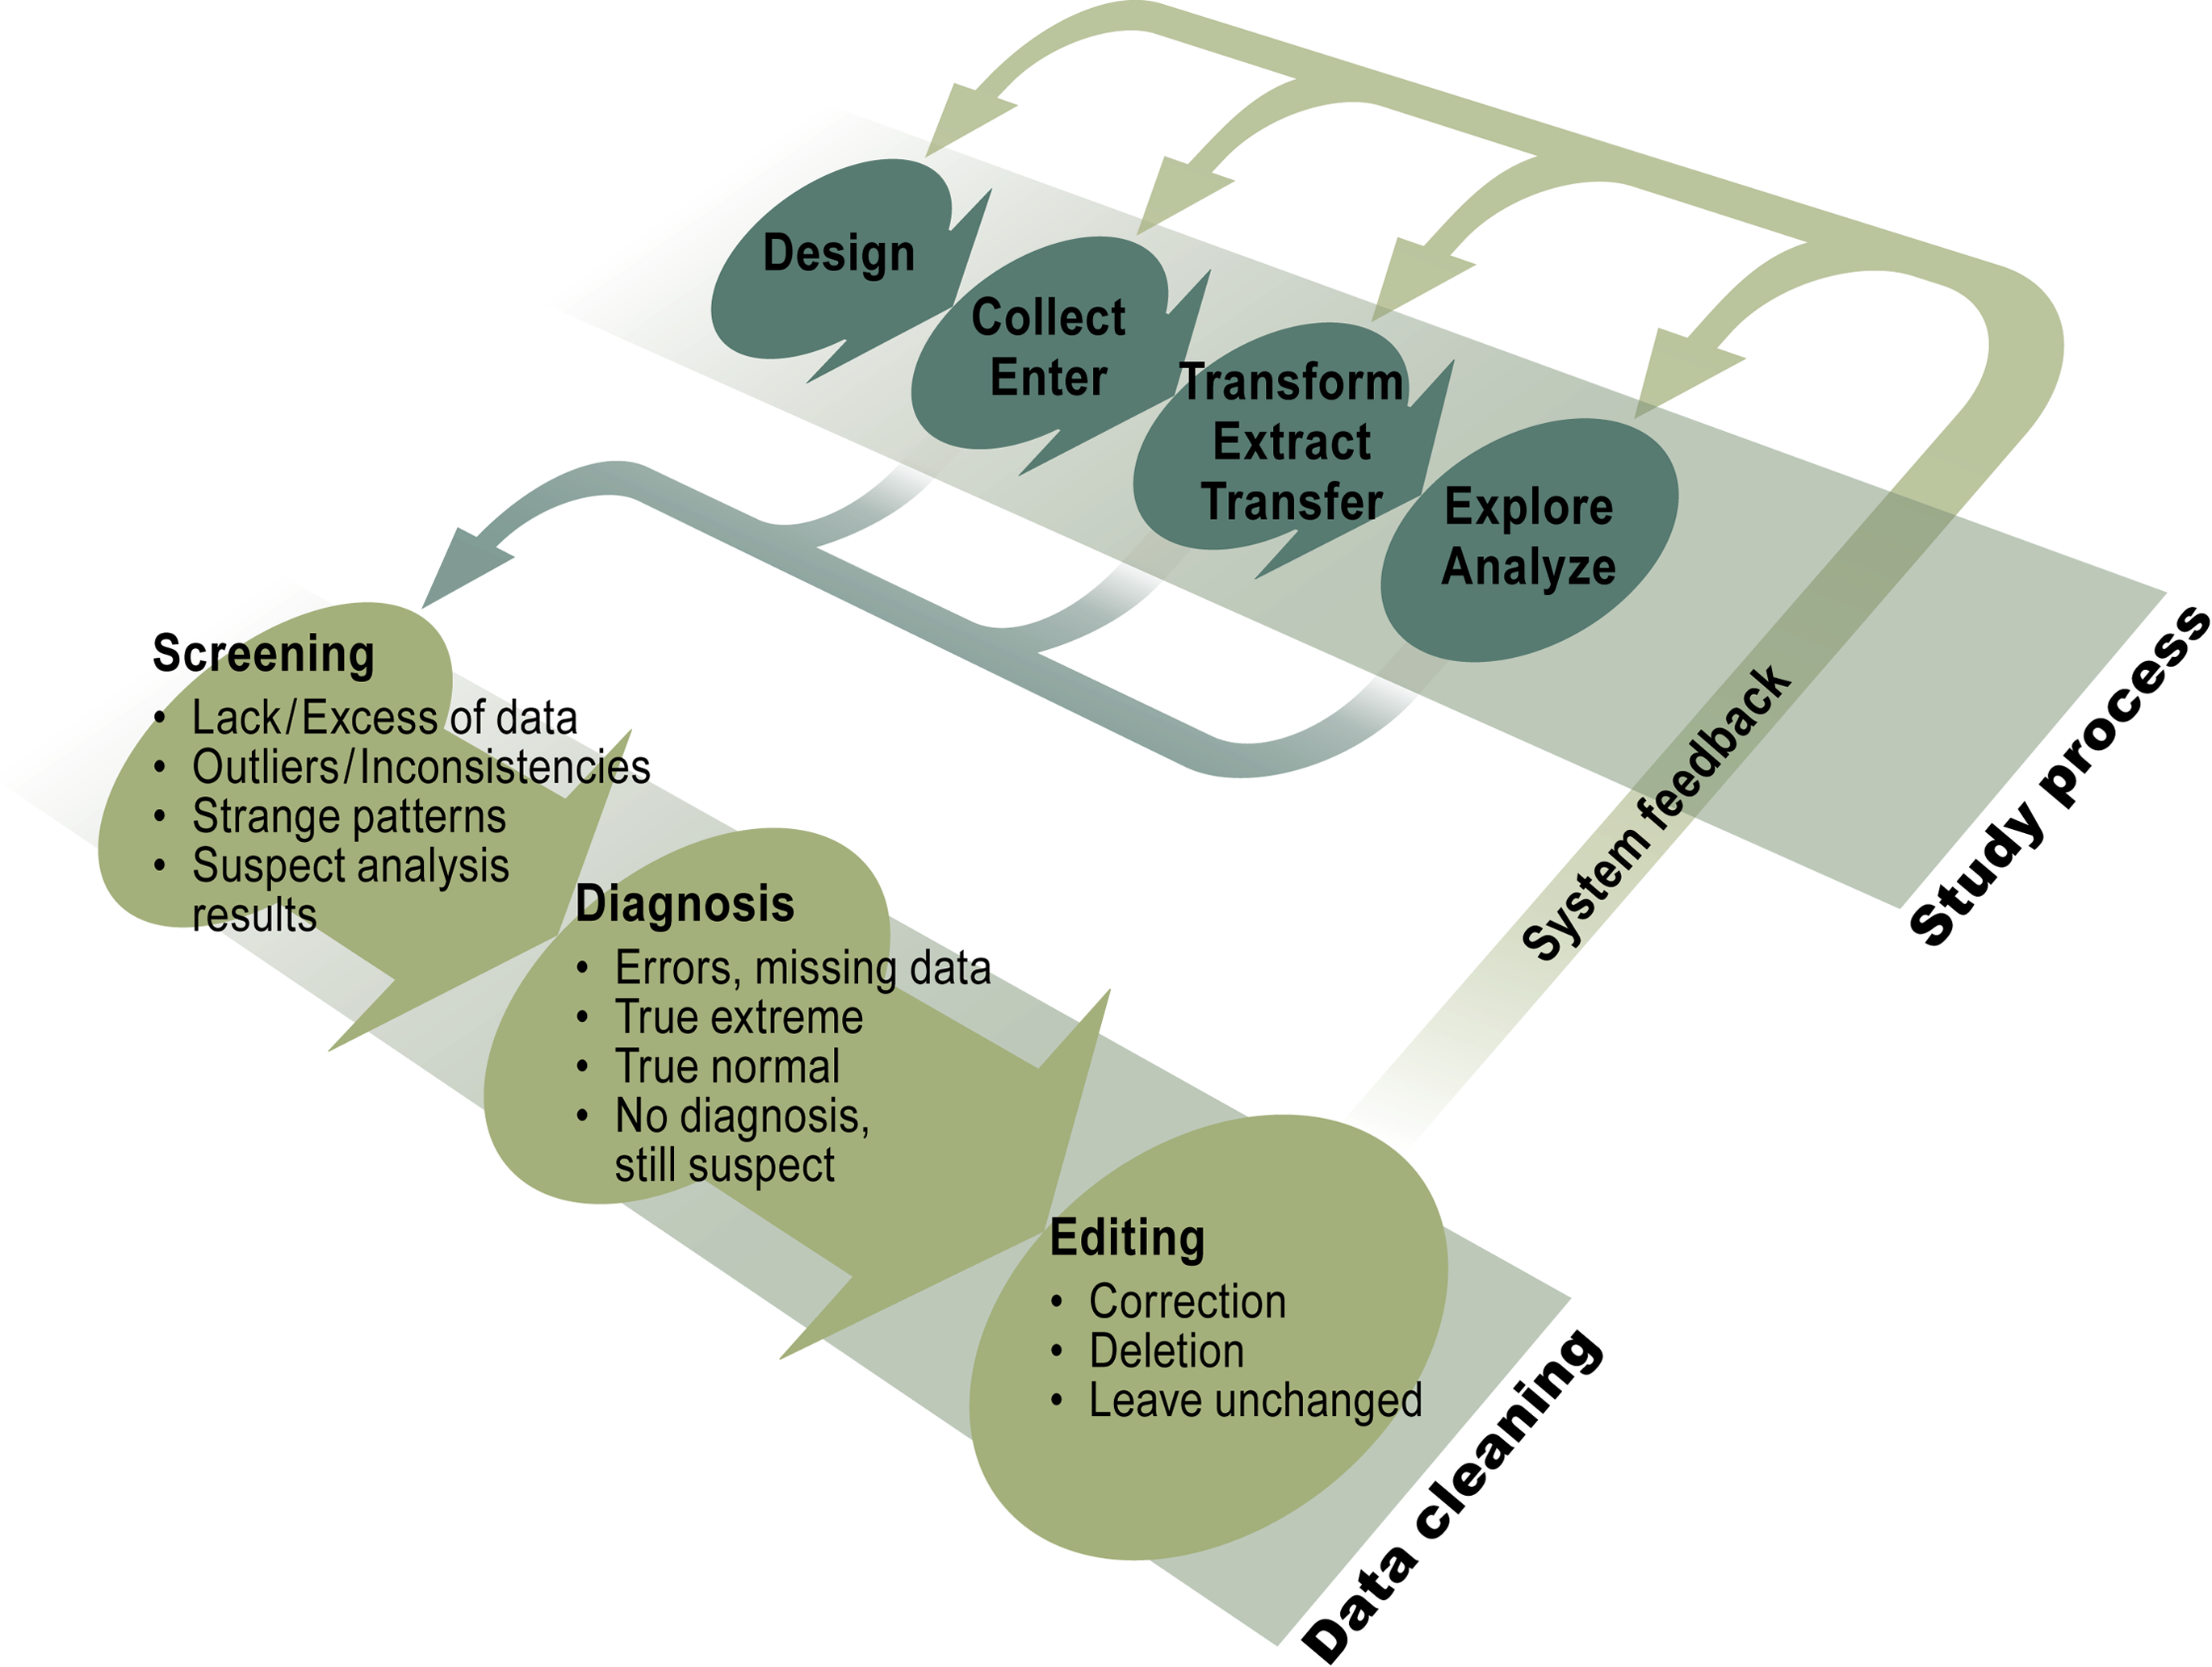 Design
Collect
Enter
Transform
Extract
Transfer
Explore
Analyze
Study process
System feedback
Screening
• Lack/Excess of data
• Outliers/Inconsistencies
• Strange patterns
• Suspect analysis
results
Diagnosis
• Errors, missing data
• True extreme
• True normal
• No diagnosis,
still suspect
Editing
• Correction
• Deletion
• Leave unchanged
Data cleaning